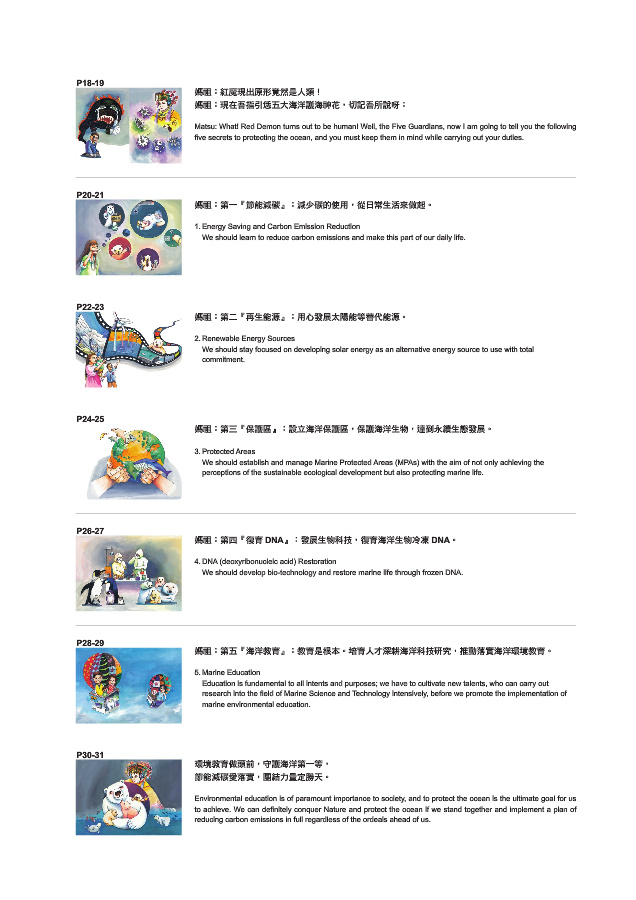 P18-19
媽祖：紅魔現出原形竟然是人類！
媽祖：現在吾指引恁五大海洋護海神花，切記吾所說呀：
Matsu: What! Red Demon turns out to be human! Well, the Five Guardians, now I am going to tell you the following
five secrets to protecting the ocean, and you must keep them in mind while carrying out your duties.
P20-21
媽祖：第一『節能減碳』：減少碳的使用，從日常生活來做起。
1. Energy Saving and Carbon Emission Reduction
We should learn to reduce carbon emissions and make this part of our daily life.
P22-23
媽祖：第二『再生能源』：用心發展太陽能等替代能源。
2. Renewable Energy Sources
We should stay focused on developing solar energy as an alternative energy source to use with total
commitment.
P24-25
媽祖：第三『保護區』：設立海洋保護區，保護海洋生物，達到永續生態發展。
3. Protected Areas
We should establish and manage Marine Protected Areas (MPAs) with the aim of not only achieving the
perceptions of the sustainable ecological development but also protecting marine life.
P26-27
媽祖：第四『復育 DNA』：發展生物科技，復育海洋生物冷凍 DNA。
4. DNA (deoxyribonucleic acid) Restoration
We should develop bio-technology and restore marine life through frozen DNA.
P28-29
媽祖：第五『海洋教育』：教育是根本。培育人才深耕海洋科技研究，推動落實海洋環境教育。
5. Marine Education
Education is fundamental to all intents and purposes; we have to cultivate new talents, who can carry out
research into the field of Marine Science and Technology intensively, before we promote the implementation of
marine environmental education.
P30-31
環境教育做頭前，守護海洋第一等。
節能減碳愛落實，團結力量定勝天。
Environmental education is of paramount importance to society, and to protect the ocean is the ultimate goal for us
to achieve. We can definitely conquer Nature and protect the ocean if we stand together and implement a plan of
reducing carbon emissions in full regardless of the ordeals ahead of us.